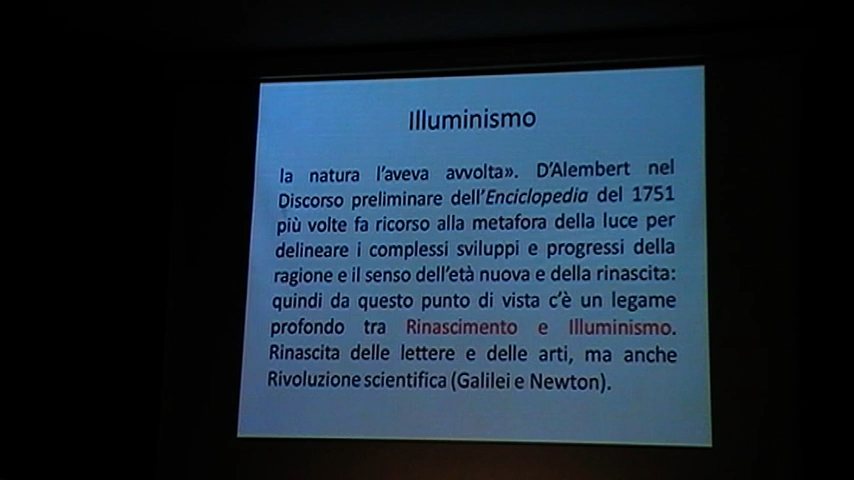 Illuminismo
la natura l'aveva avvolta». D'Alembert nel
Discorso preliminare dell'Enciclopedia del 1751
più volte fa ricorso alla metafora della luce per
delineare i complessi sviluppi e progressi della
ragione e il senso dell'età nuova e della rinascita:
quindi da questo punto di vista c'è un legame
profondo tra Rinascimento e Illuminismo.
Rinascita delle lettere e delle arti, ma anche
Rivoluzione scientifica (Galilei e Newton).